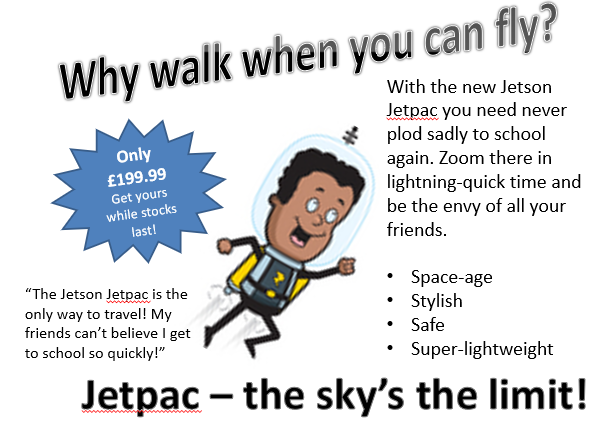 Why walk when you can fly?
With the new Jetson
Jetpac you need never
plod sadly to school
again. Zoom there in
lightning-quick time and
be the envy of all your
friends.
Only
£199.99
Get yours
while stocks
last!
• Space-age
• Stylish
• Safe
• Super-lightweight
“The Jetson Jetpac is the
only way to travel! My
friends can’t believe I get
to school so quickly!”
Jetpac – the sky’s the limit!